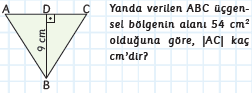 A D C
9 cm
B
Yanda verilen ABC üçgen-
sel bölgenin alanı 54 cm²
olduğuna göre, |AC| kaç
cm'dir?